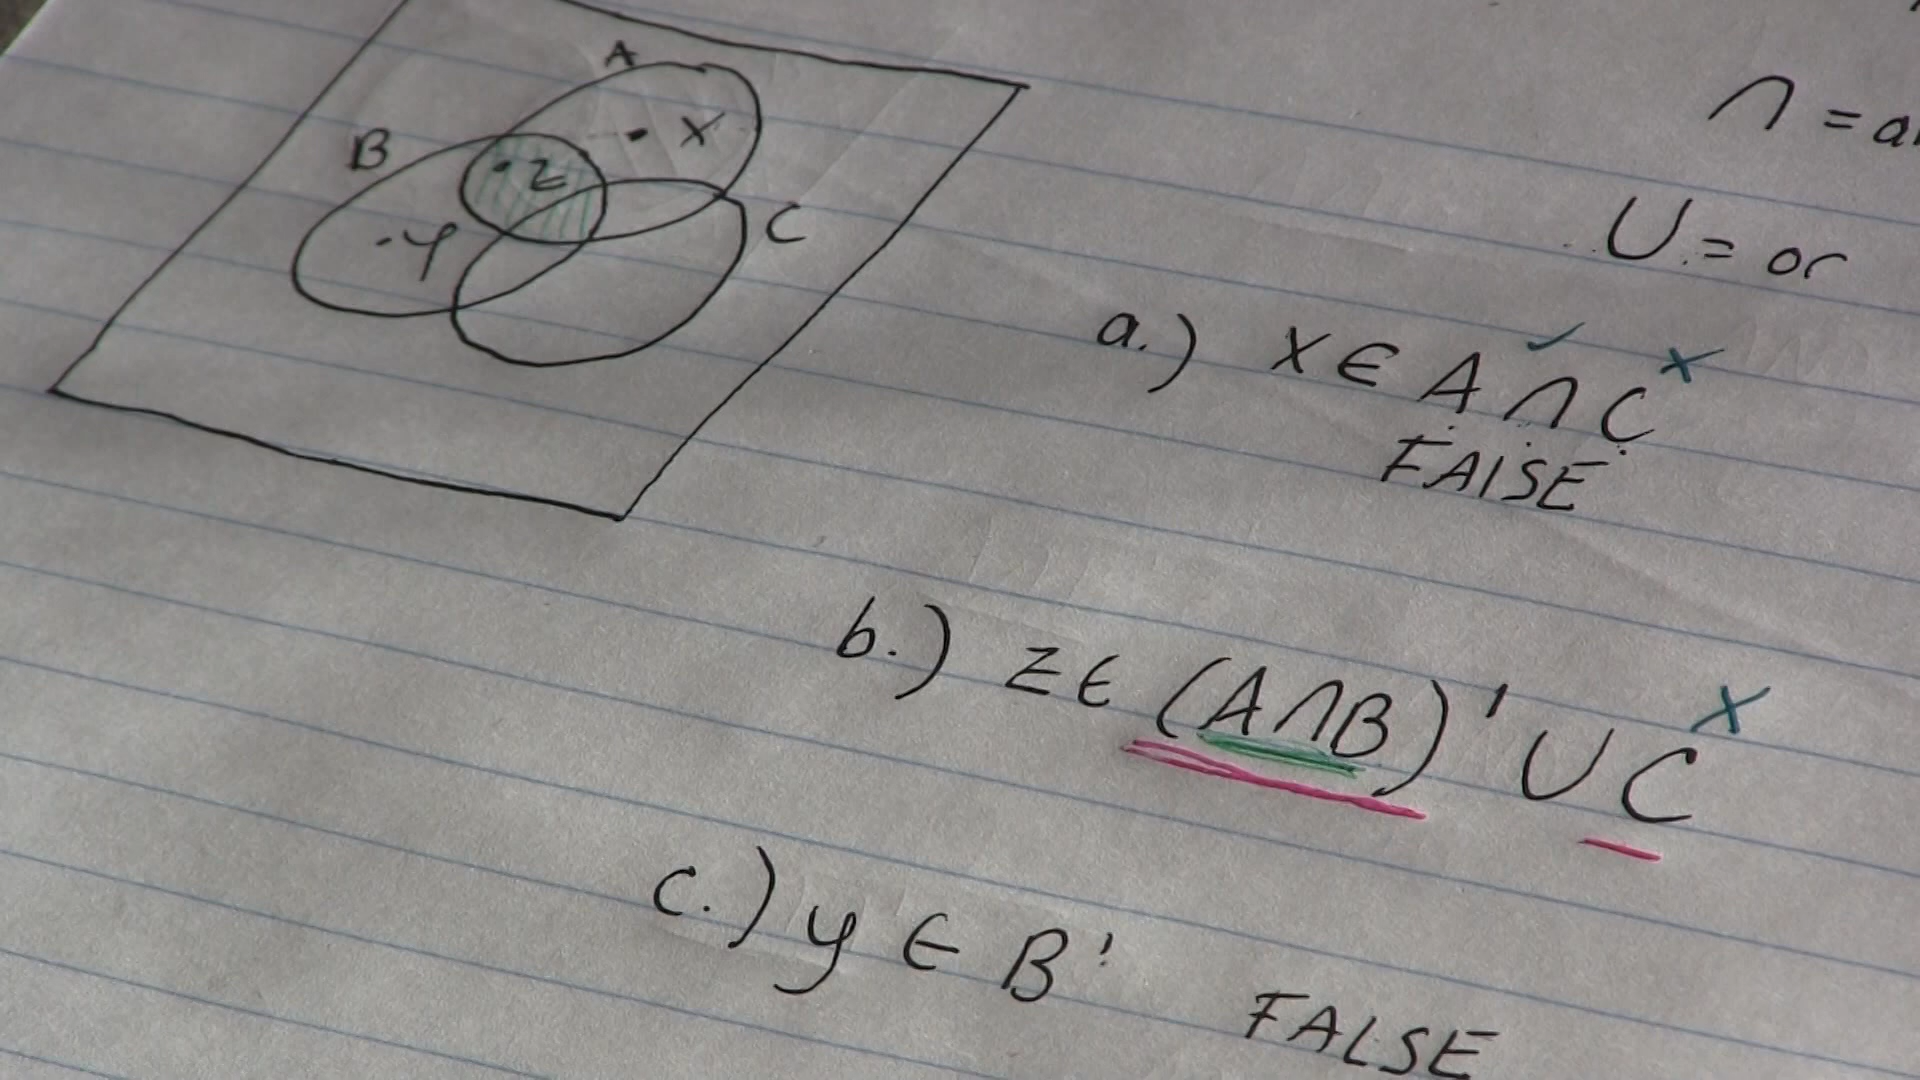 A
B
C
.Z
. X
.y
∩ = a
U = or
a.) X ∈ A ∩ C
✓ x
FALSE
b.) Z ∈ (A∩B)' U C
x
c.) y ∈ B'
FALSE